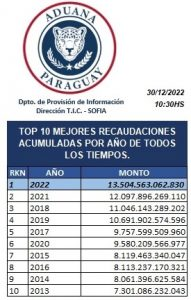 ADUANA
PARAGUAY
30/12/2022
10:30HS
Dpto. de Provisión de Información
Dirección T.I.C. - SOFIA
TOP 10 MEJORES RECAUDACIONES
ACUMULADAS POR AÑO DE TODOS
LOS TIEMPOS.
RKN AÑO MONTO
1 2022 13.504.563.062.830
2 2021 12.097.896.269.110
3 2018 11.046.143.289.202
4 2019 10.691.902.574.596
5 2017 9.757.599.509.960
6 2020 9.580.209.566.977
7 2015 8.119.463.340.047
8 2016 8.113.237.170.321
9 2014 8.061.396.625.584
10 2013 7.301.086.232.043